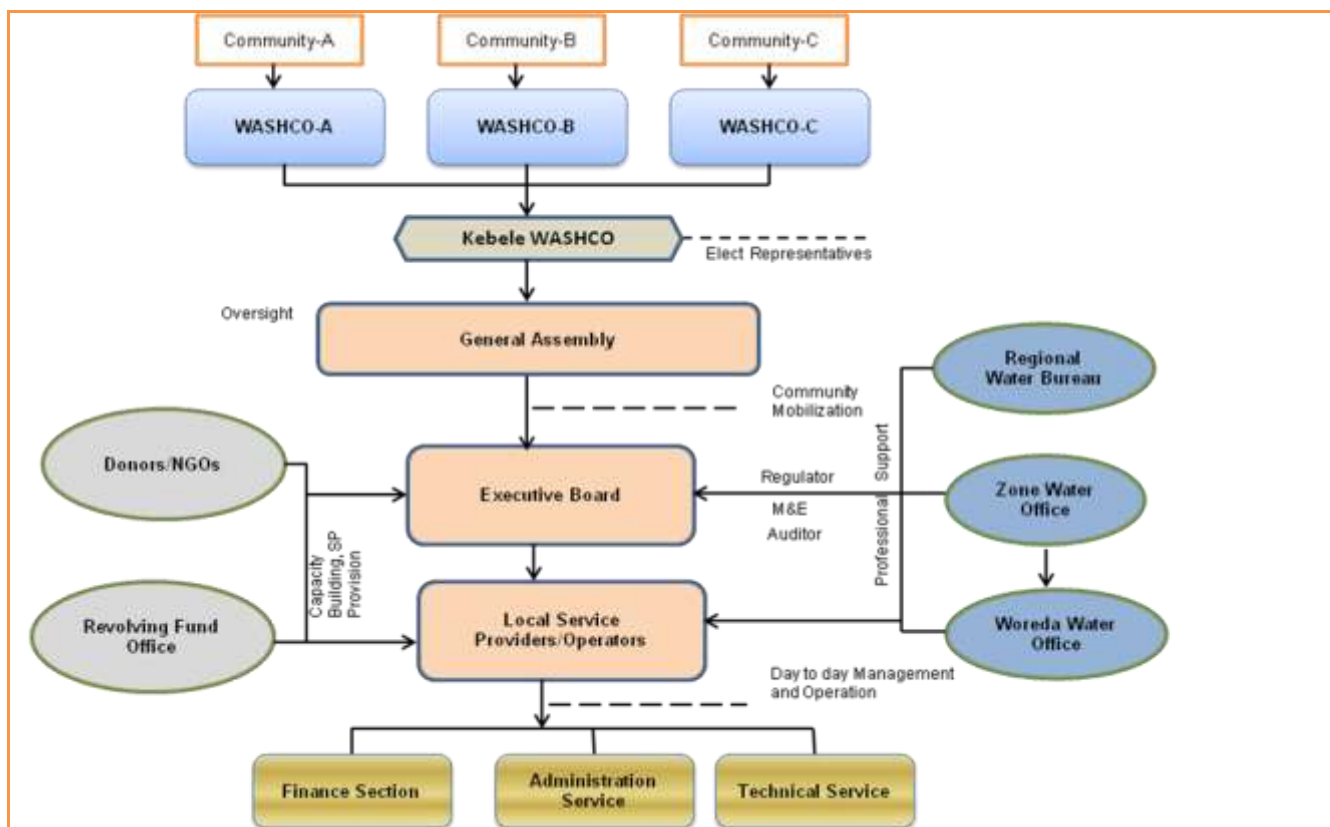 Community-A
Community-B
Community-C
WASHCO-A
WASHCO-B
WASHCO-C
Kebele WASHCO
Elect Representatives
Oversight
General Assembly
Regional
Water Bureau
Community
Mobilization
Professional Support
Donors/NGOs
Executive Board
Regulator
M&E
Auditor
Zone Water
Office
Capacity
Building, SP
Provision
Revolving Fund
Office
Local Service
Providers/Operators
Woreda Water
Office
Day to day Management
and Operation
Finance Section
Administration
Service
Technical Service